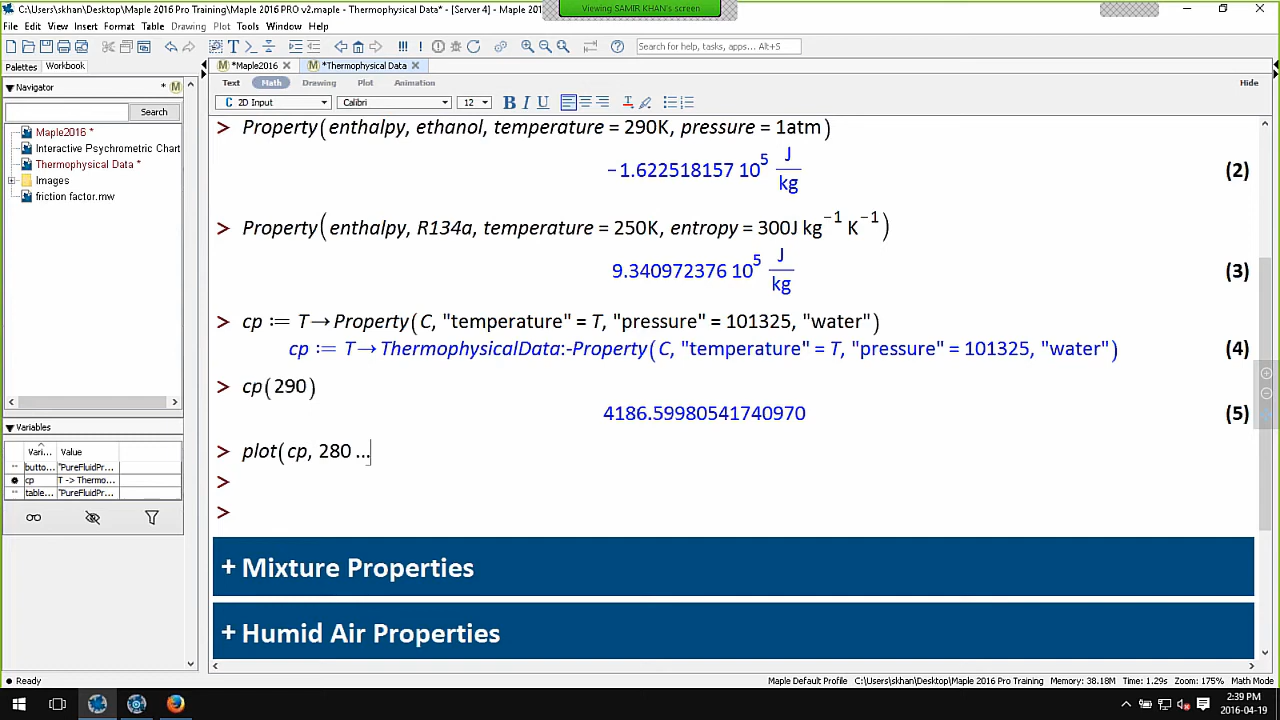 C:\Users\skhan\Desktop\Maple 2016 Pro Training\Maple 2016 PRO v2.maple - Thermophysical Data* - [Server 4] - Maple 201
Viewing SAMIR KHAN's screen
File Edit View Insert Format Table Drawing Plot Tools Window Help
Search for help, tasks, apps... Alt+S
Palettes Workbook
*Maple2016 *Thermophysical Data
Text Math Drawing Plot Animation Hide
2D Input Calibri 12 B I U
Navigator *
Search
Maple2016 *
Interactive Psychrometric Chart
Thermophysical Data *
Images
friction factor.mw
Variables
Vari... Value
butto... "PureFluidPr...
cp T -> Thermo...
table... "PureFluidPr...
> Property(enthalpy, ethanol, temperature = 290K, pressure = 1atm)
−1.622518157 10^5 J/kg (2)
> Property(enthalpy, R134a, temperature = 250K, entropy = 300J kg^−1 K^−1)
9.340972376 10^5 J/kg (3)
> cp := T→Property(C, "temperature" = T, "pressure" = 101325, "water")
cp := T→ThermophysicalData:-Property(C, "temperature" = T, "pressure" = 101325, "water") (4)
> cp(290)
4186.59980541740970 (5)
> plot(cp, 280 ...
>
>
+ Mixture Properties
+ Humid Air Properties
Ready
Maple Default Profile C:\Users\skhan\Desktop\Maple 2016 Pro Training Memory: 38.18M Time: 1.29s Zoom: 175% Math Mode
2:39 PM
2016-04-19